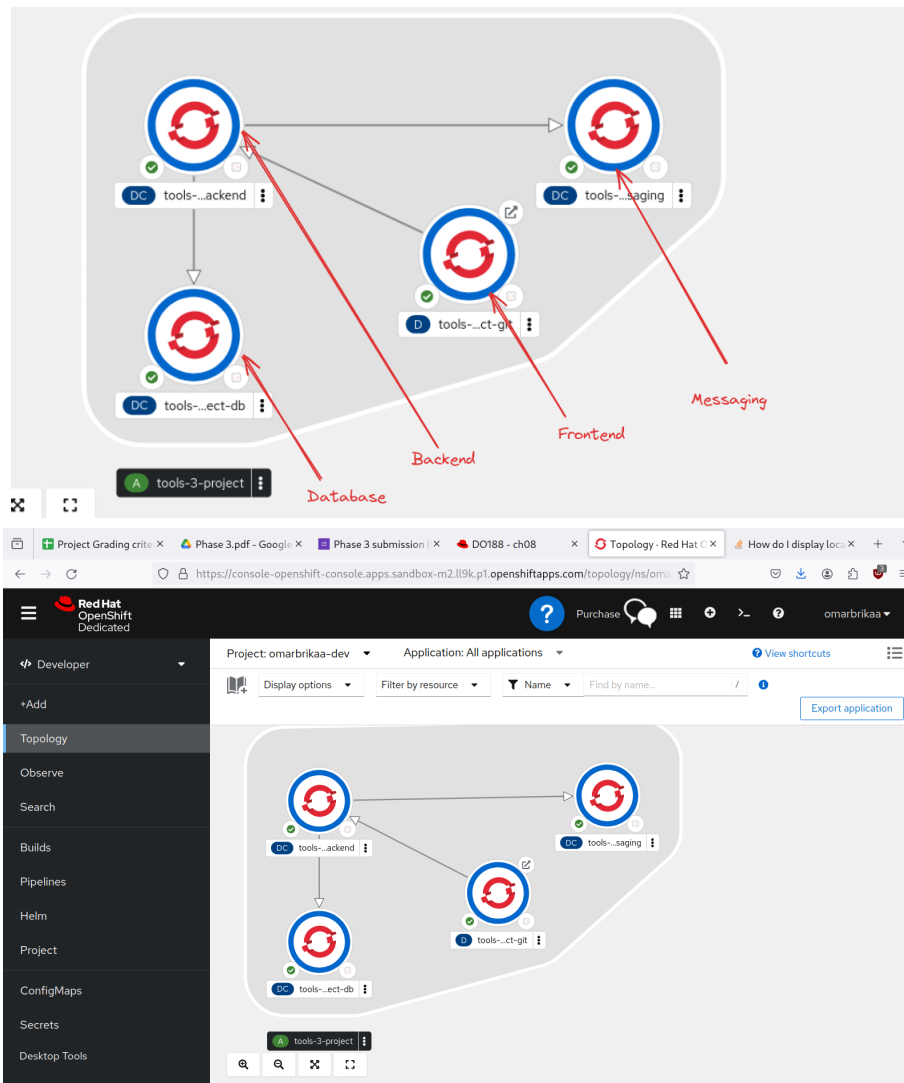 DC tools-...ackend
DC tools-...saging
D tools-...ct-git
DC tools-...ect-db
Messaging
Frontend
Backend
Database
A tools-3-project
Project Grading crite
Phase 3.pdf - Google
Phase 3 submission (
DO188 - ch08
Topology · Red Hat O
How do I display loca
https://console-openshift-console.apps.sandbox-m2.ll9k.p1.openshiftapps.com/topology/ns/oma
Red Hat
OpenShift
Dedicated
Purchase
omarbrikaa
Developer
Project: omarbrikaa-dev
Application: All applications
View shortcuts
Display options
Filter by resource
Name
Find by name...
/
Export application
+Add
Topology
Observe
Search
Builds
Pipelines
Helm
Project
ConfigMaps
Secrets
Desktop Tools
DC tools-...ackend
DC tools-...saging
D tools-...ct-git
DC tools-...ect-db
A tools-3-project